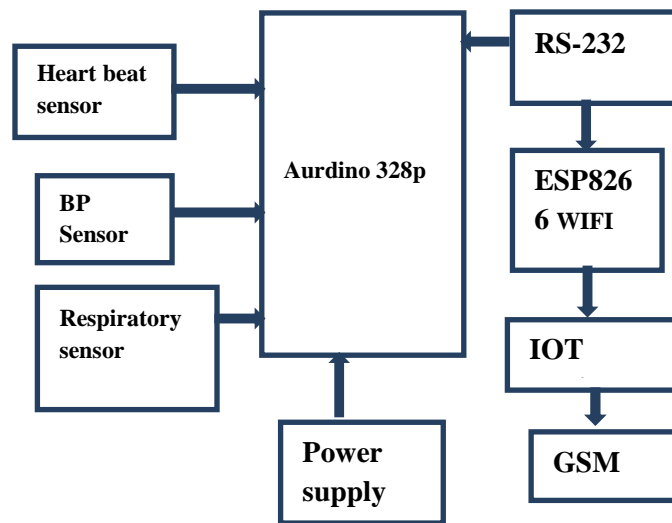 Heart beat
sensor
BP
Sensor
Respiratory
sensor
Aurdino 328p
Power
supply
RS-232
ESP826
6 WIFI
IOT
GSM